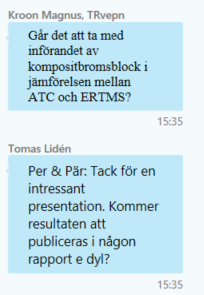 Kroon Magnus, TRvepn
Går det att ta med
införandet av
kompositbromsblock i
jämförelsen mellan
ATC och ERTMS?
15:35
Tomas Lidén
Per & Pär: Tack för en
intressant
presentation. Kommer
resultaten att
publiceras i någon
rapport e dyl?
15:35